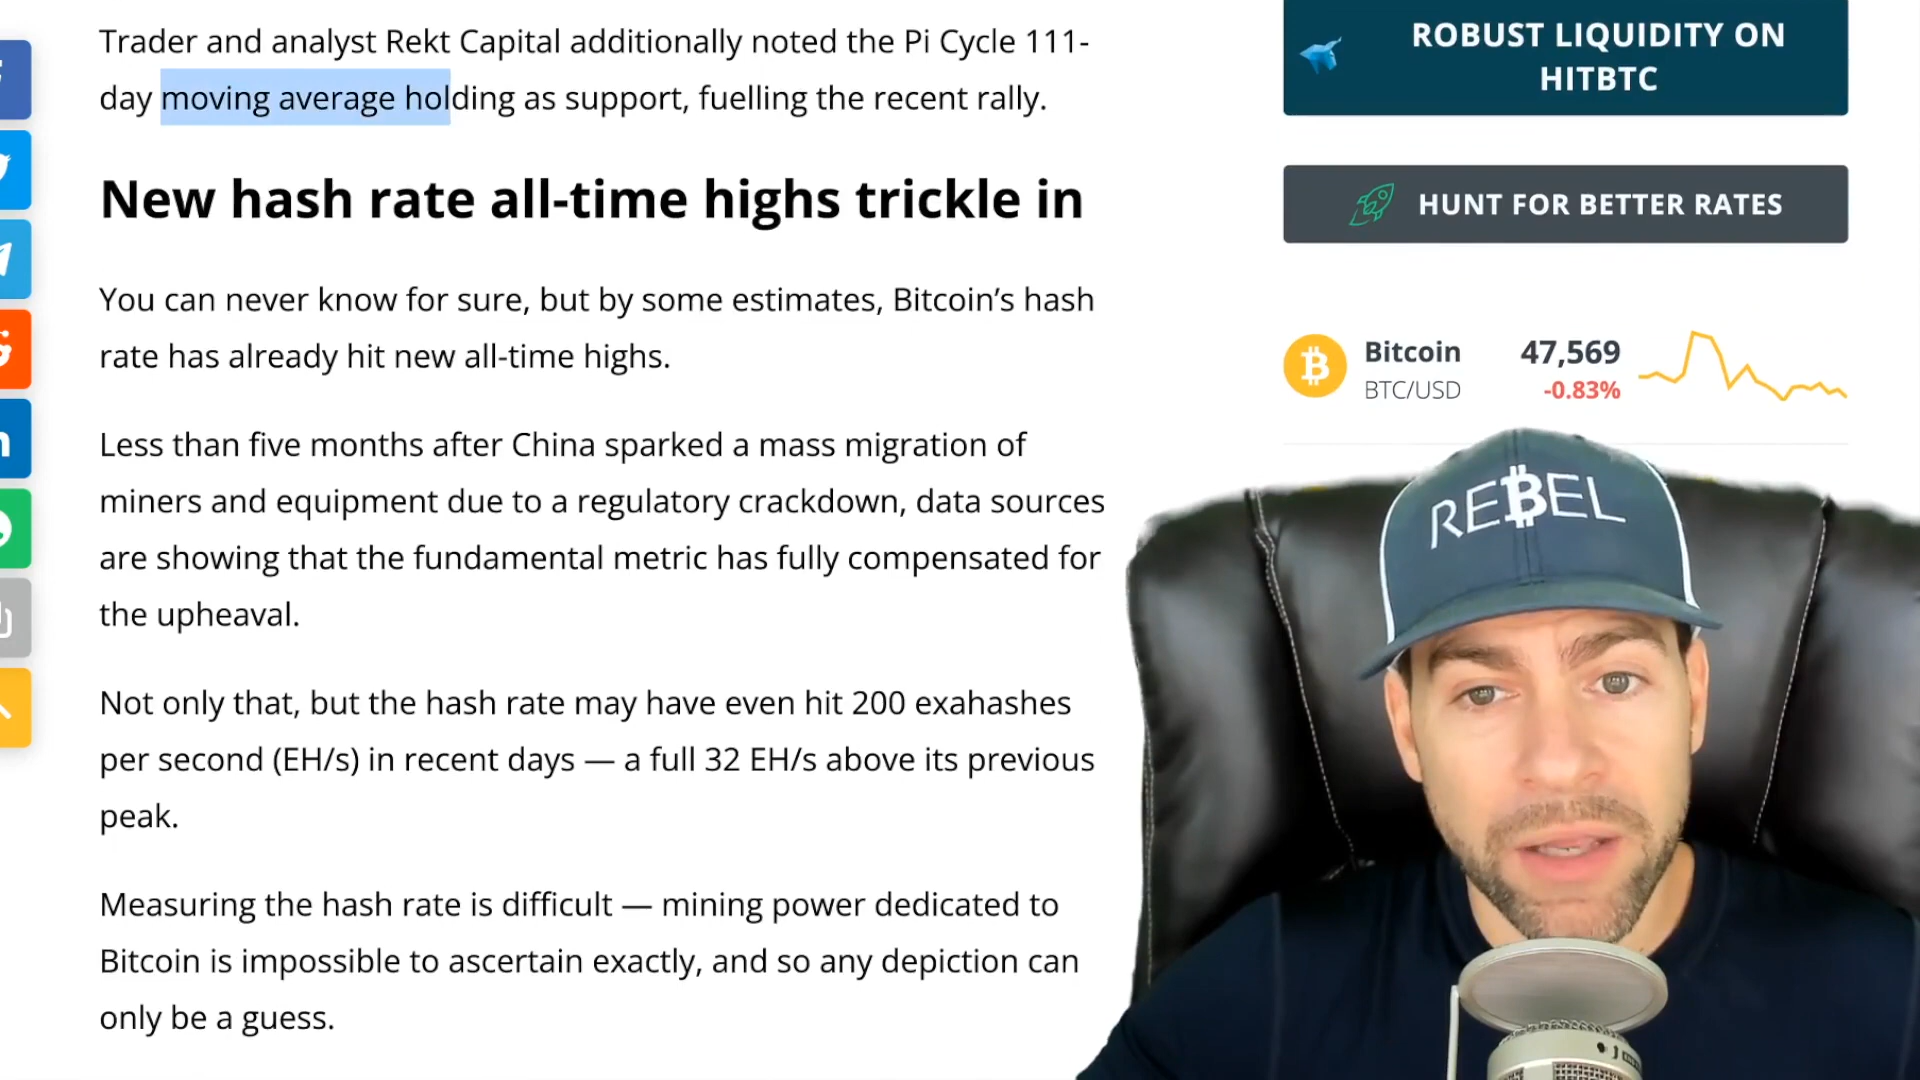 Trader and analyst Rekt Capital additionally noted the Pi Cycle 111-
day moving average holding as support, fuelling the recent rally.
New hash rate all-time highs trickle in
You can never know for sure, but by some estimates, Bitcoin’s hash
rate has already hit new all-time highs.
Less than five months after China sparked a mass migration of
miners and equipment due to a regulatory crackdown, data sources
are showing that the fundamental metric has fully compensated for
the upheaval.
Not only that, but the hash rate may have even hit 200 exahashes
per second (EH/s) in recent days — a full 32 EH/s above its previous
peak.
Measuring the hash rate is difficult — mining power dedicated to
Bitcoin is impossible to ascertain exactly, and so any depiction can
only be a guess.
ROBUST LIQUIDITY ON
HITBTC
HUNT FOR BETTER RATES
Bitcoin 47,569
BTC/USD -0.83%
REBEL